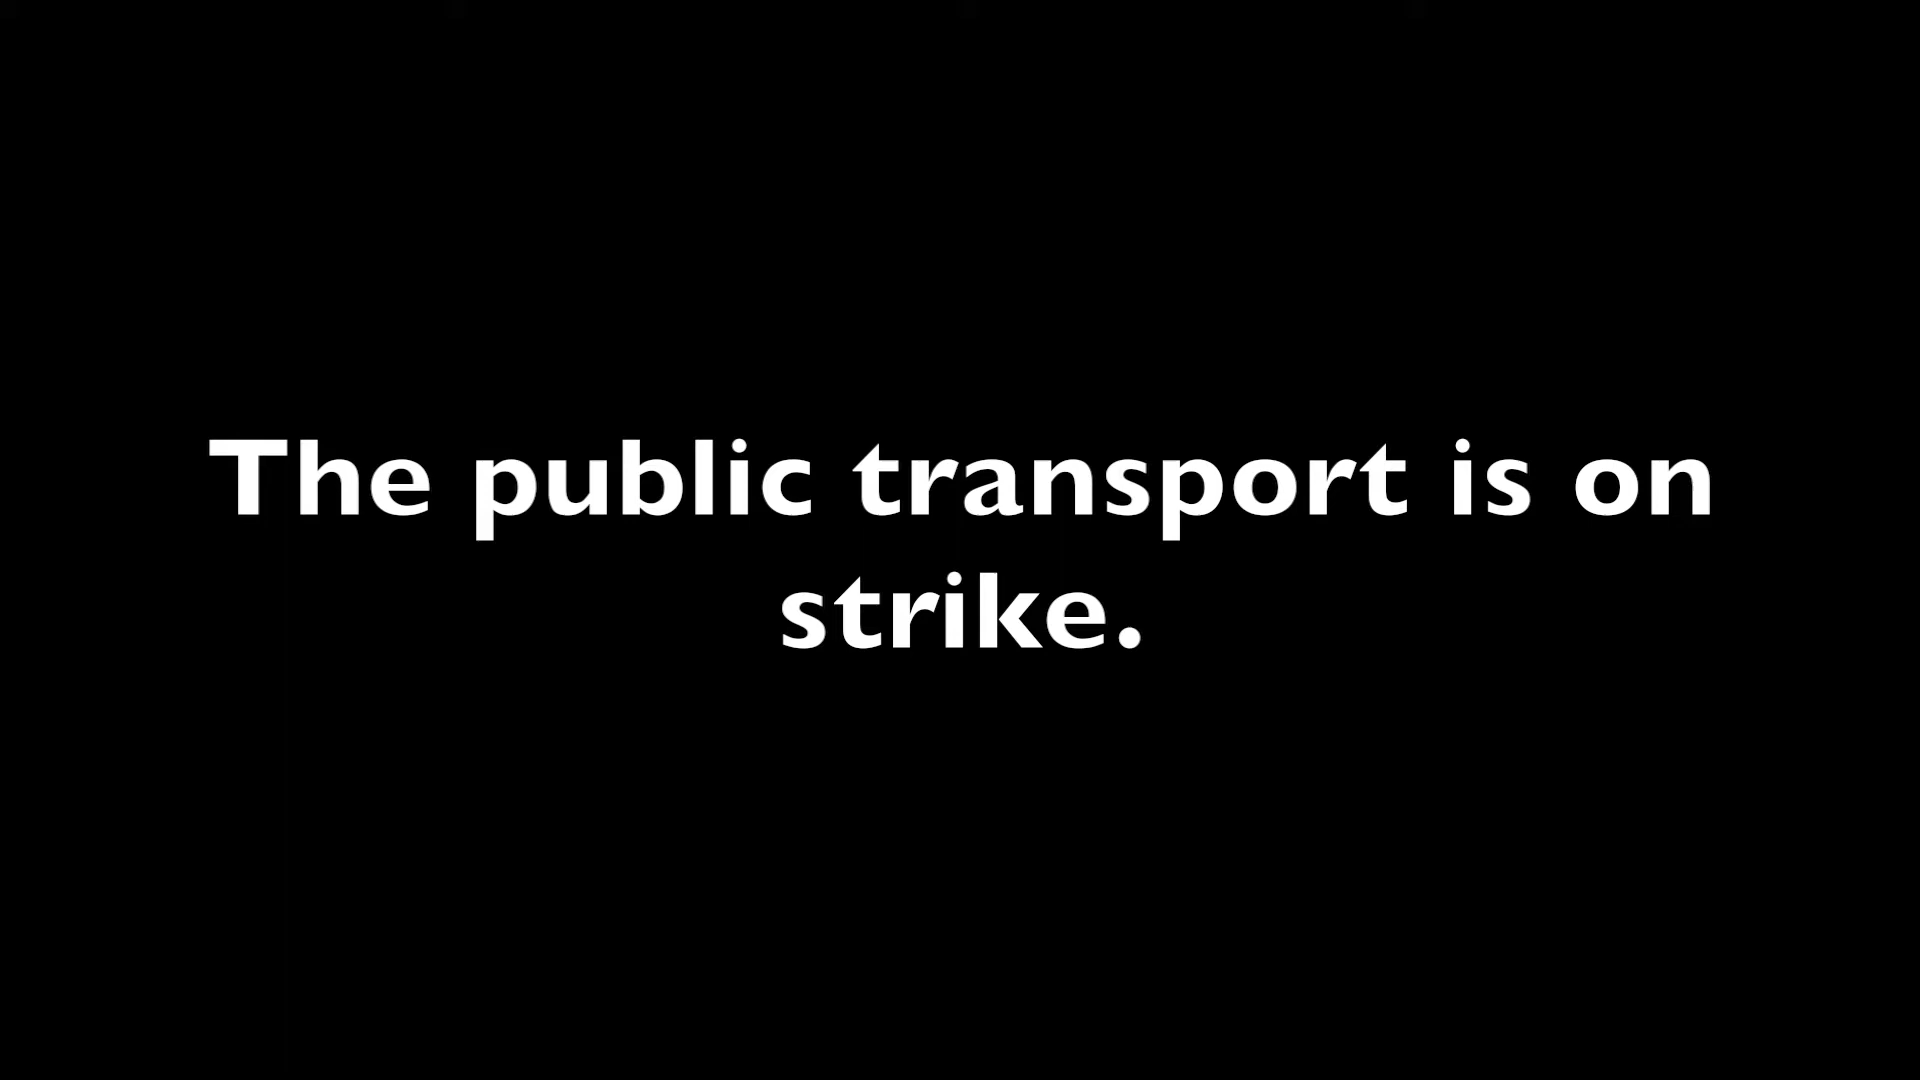 The public transport is on
strike.